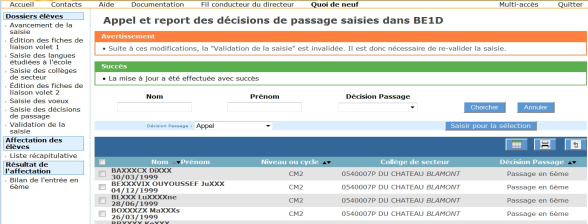 Accueil Contacts Aide Documentation Fil conducteur du directeur Quoi de neuf Multi-accès Quitter
Dossiers élèves
Avancement de la saisie
Édition des fiches de liaison volet 1
Saisie des langues étudiées à l'école
Saisie des collèges de secteur
Édition des fiches de liaison volet 2
Saisie des voeux
Saisie des décisions de passage
Validation de la saisie
Affectation des élèves
Liste récapitulative
Résultat de l'affectation
Bilan de l'entrée en 6ème
Appel et report des décisions de passage saisies dans BE1D
Avertissement
• Suite à ces modifications, la "Validation de la saisie" est invalidée. Il est donc nécessaire de re-valider la saisie.
Succès
• La mise à jour a été effectuée avec succès
Nom Prénom Décision Passage
Chercher Annuler
Décision Passage : Appel Saisir pour la sélection
Nom Prénom Niveau ou cycle Collège de secteur Décision Passage
BAXXXCX DiXXX
30/03/1999 CM2 0540007P DU CHATEAU BLAMONT Passage en 6ème
BEXXXVIX OUYOUSSEF JuXXX
04/12/1999 CM2 0540007P DU CHATEAU BLAMONT Passage en 6ème
BLXXX LuXXXXne
28/06/1999 CM2 0540007P DU CHATEAU BLAMONT Passage en 6ème
BOXXXZX MaXXXs
26/03/1999 CM2 0540007P DU CHATEAU BLAMONT Passage en 6ème